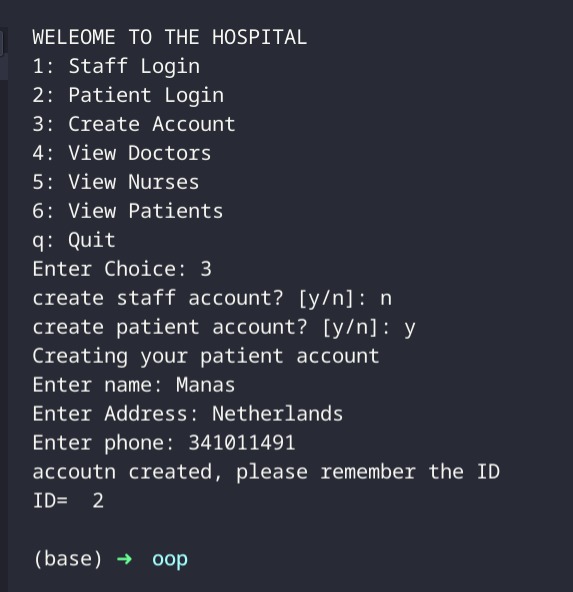 WELEOME TO THE HOSPITAL
1: Staff Login
2: Patient Login
3: Create Account
4: View Doctors
5: View Nurses
6: View Patients
q: Quit
Enter Choice: 3
create staff account? [y/n]: n
create patient account? [y/n]: y
Creating your patient account
Enter name: Manas
Enter Address: Netherlands
Enter phone: 341011491
accoutn created, please remember the ID
ID=  2
(base) ➜  oop